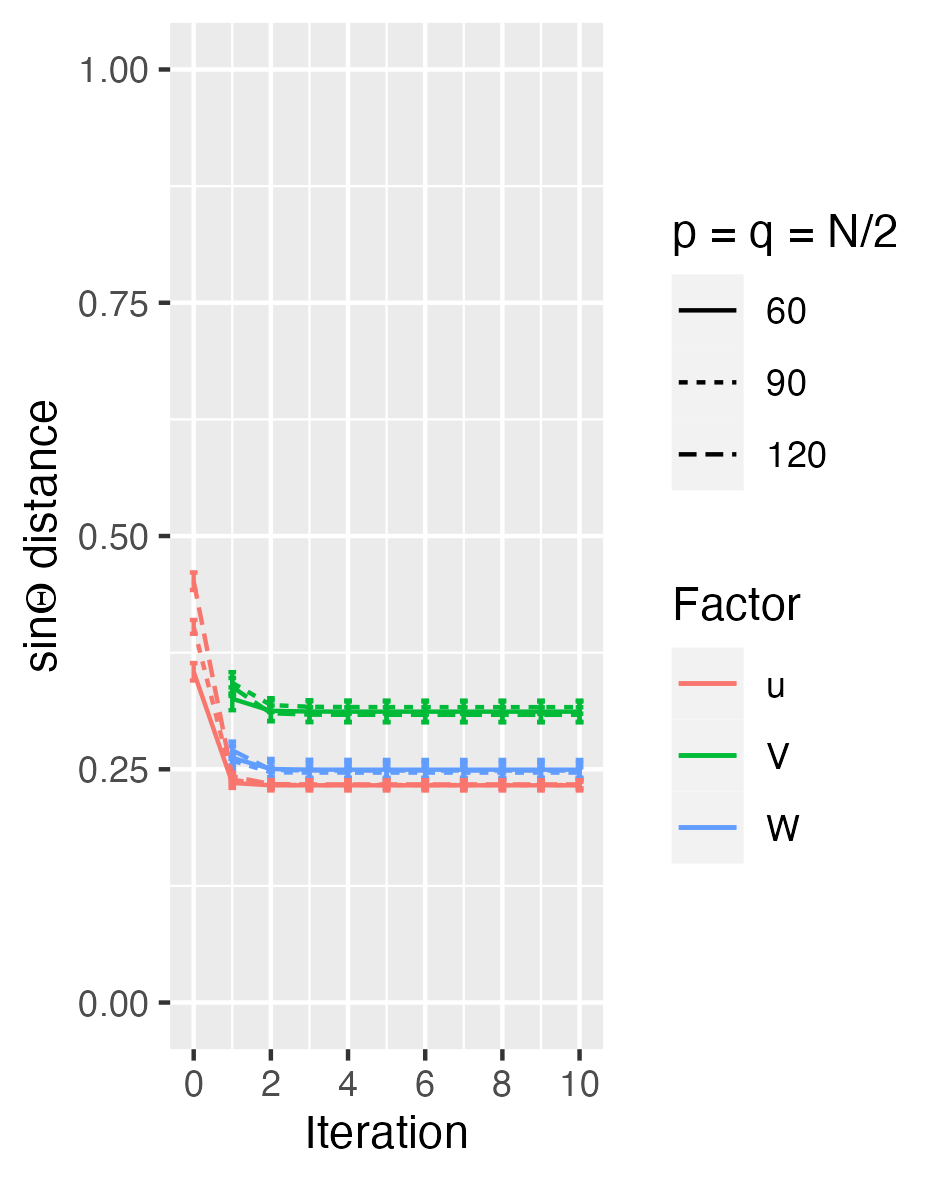 1.00
0.75
0.50
0.25
0.00
sinΘ distance
0 2 4 6 8 10
Iteration
p = q = N/2
60
90
120
Factor
u
V
W